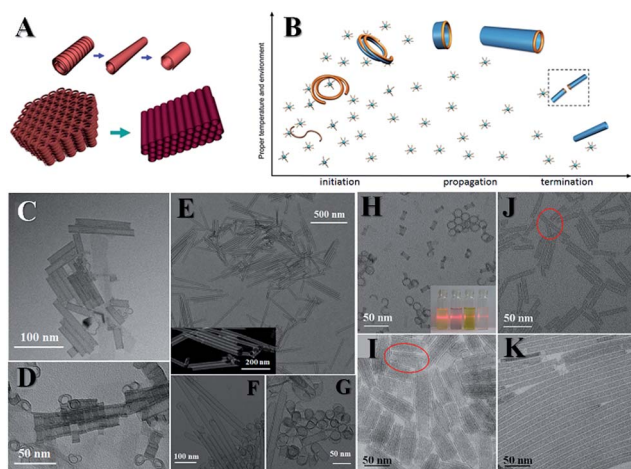 A
B
Proper temperature and environment
initiation
propagation
termination
C
100 nm
D
50 nm
E
500 nm
200 nm
F
100 nm
G
50 nm
H
50 nm
I
50 nm
J
50 nm
K
50 nm